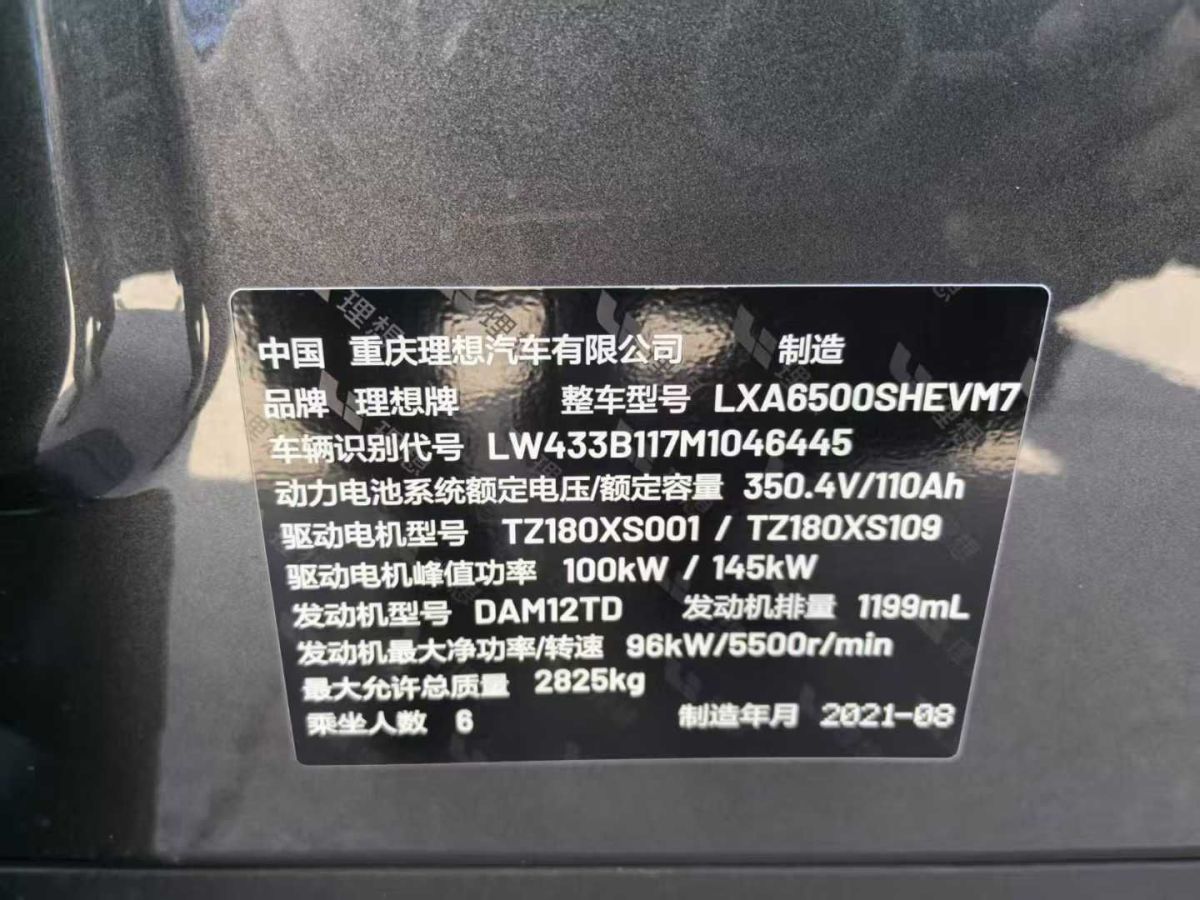 中国 重庆理想汽车有限公司 制造
品牌 理想牌 整车型号 LXA6500SHEVM7
车辆识别代号 LW433B117M1046445
动力电池系统额定电压/额定容量 350.4V/110Ah
驱动电机型号 TZ180XS001 / TZ180XS109
驱动电机峰值功率 100kW / 145kW
发动机型号 DAM12TD 发动机排量 1199mL
发动机最大净功率/转速 96kW/5500r/min
最大允许总质量 2825kg
乘坐人数 6 制造年月 2021-08